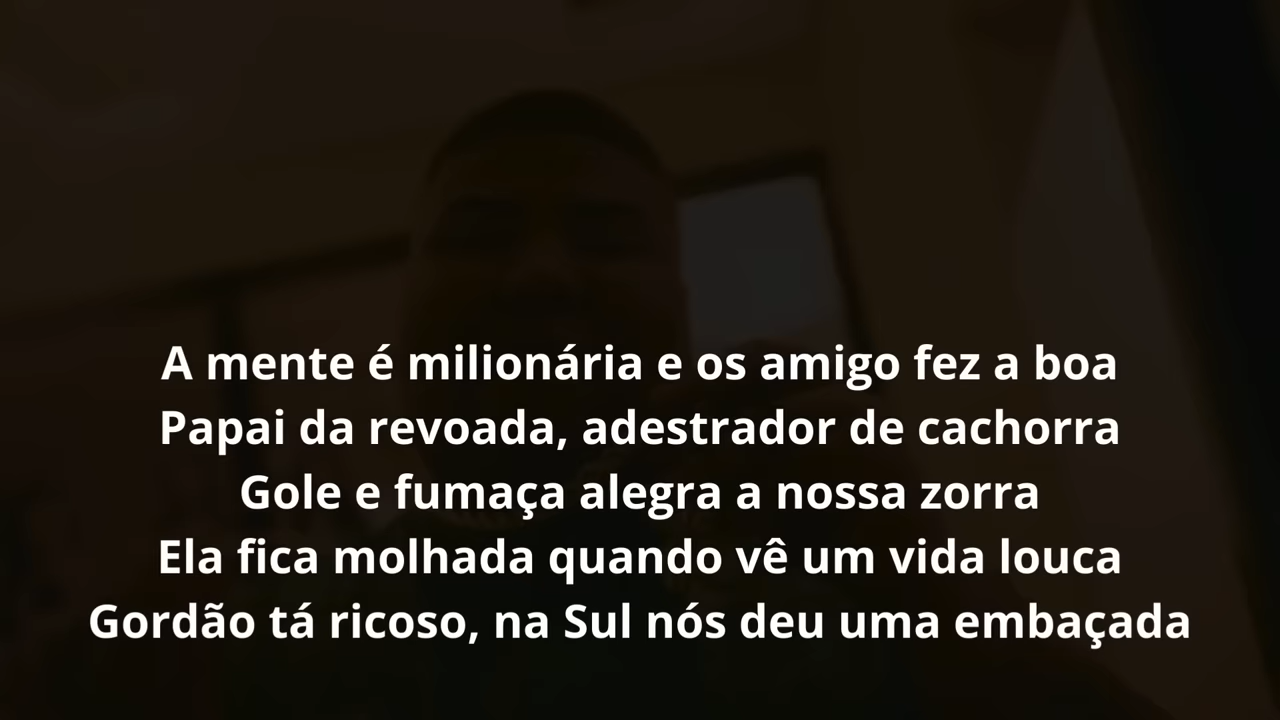 A mente é milionária e os amigo fez a boa
Papai da revoada, adestrador de cachorra
Gole e fumaça alegra a nossa zorra
Ela fica molhada quando vê um vida louca
Gordão tá ricoso, na Sul nós deu uma embaçada